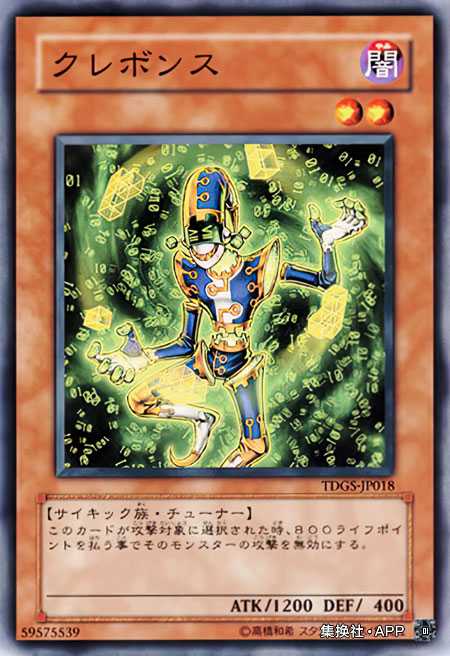 クレボンス
闇
TDGS-JP018
【サイキック族・チューナー】
このカードが攻撃対象に選択された時、800ライフポイ
ントを払う事でそのモンスターの攻撃を無効にする。
ATK/1200 DEF/ 400
59575539
©高橋和希 スタ
集英社・APP